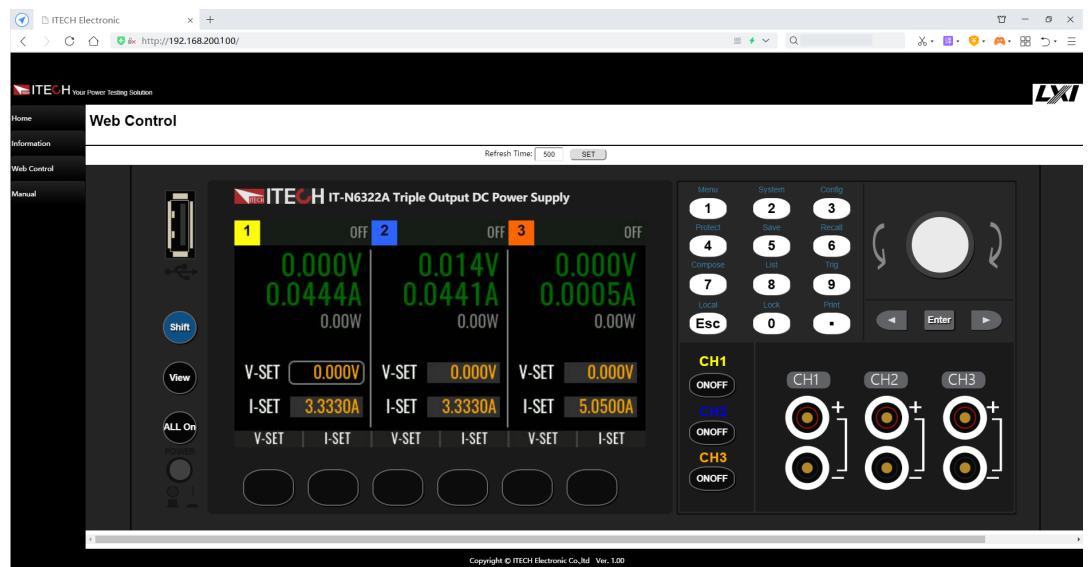 ITECH Electronic
http://192.168.200.100/
ITECH Your Power Testing Solution
LXI
Home
Information
Web Control
Manual
Web Control
Refresh Time: 500 SET
ITECH IT-N6322A Triple Output DC Power Supply
1 OFF 2 OFF 3 OFF
0.000V 0.014V 0.000V
0.0444A 0.0441A 0.0005A
0.00W 0.00W 0.00W
V-SET 0.000V V-SET 0.000V V-SET 0.000V
I-SET 3.3330A I-SET 3.3330A I-SET 5.0500A
V-SET I-SET V-SET I-SET V-SET I-SET
Shift
View
ALL On
POWER
Menu System Config
1 2 3
Protect Save Recall
4 5 6
Compose List Trig
7 8 9
Local Lock Print
Esc 0 .
Enter
CH1
ONOFF
CH2
ONOFF
CH3
ONOFF
CH1 CH2 CH3
+ + +
− − −
Copyright © ITECH Electronic Co.,ltd Ver. 1.00